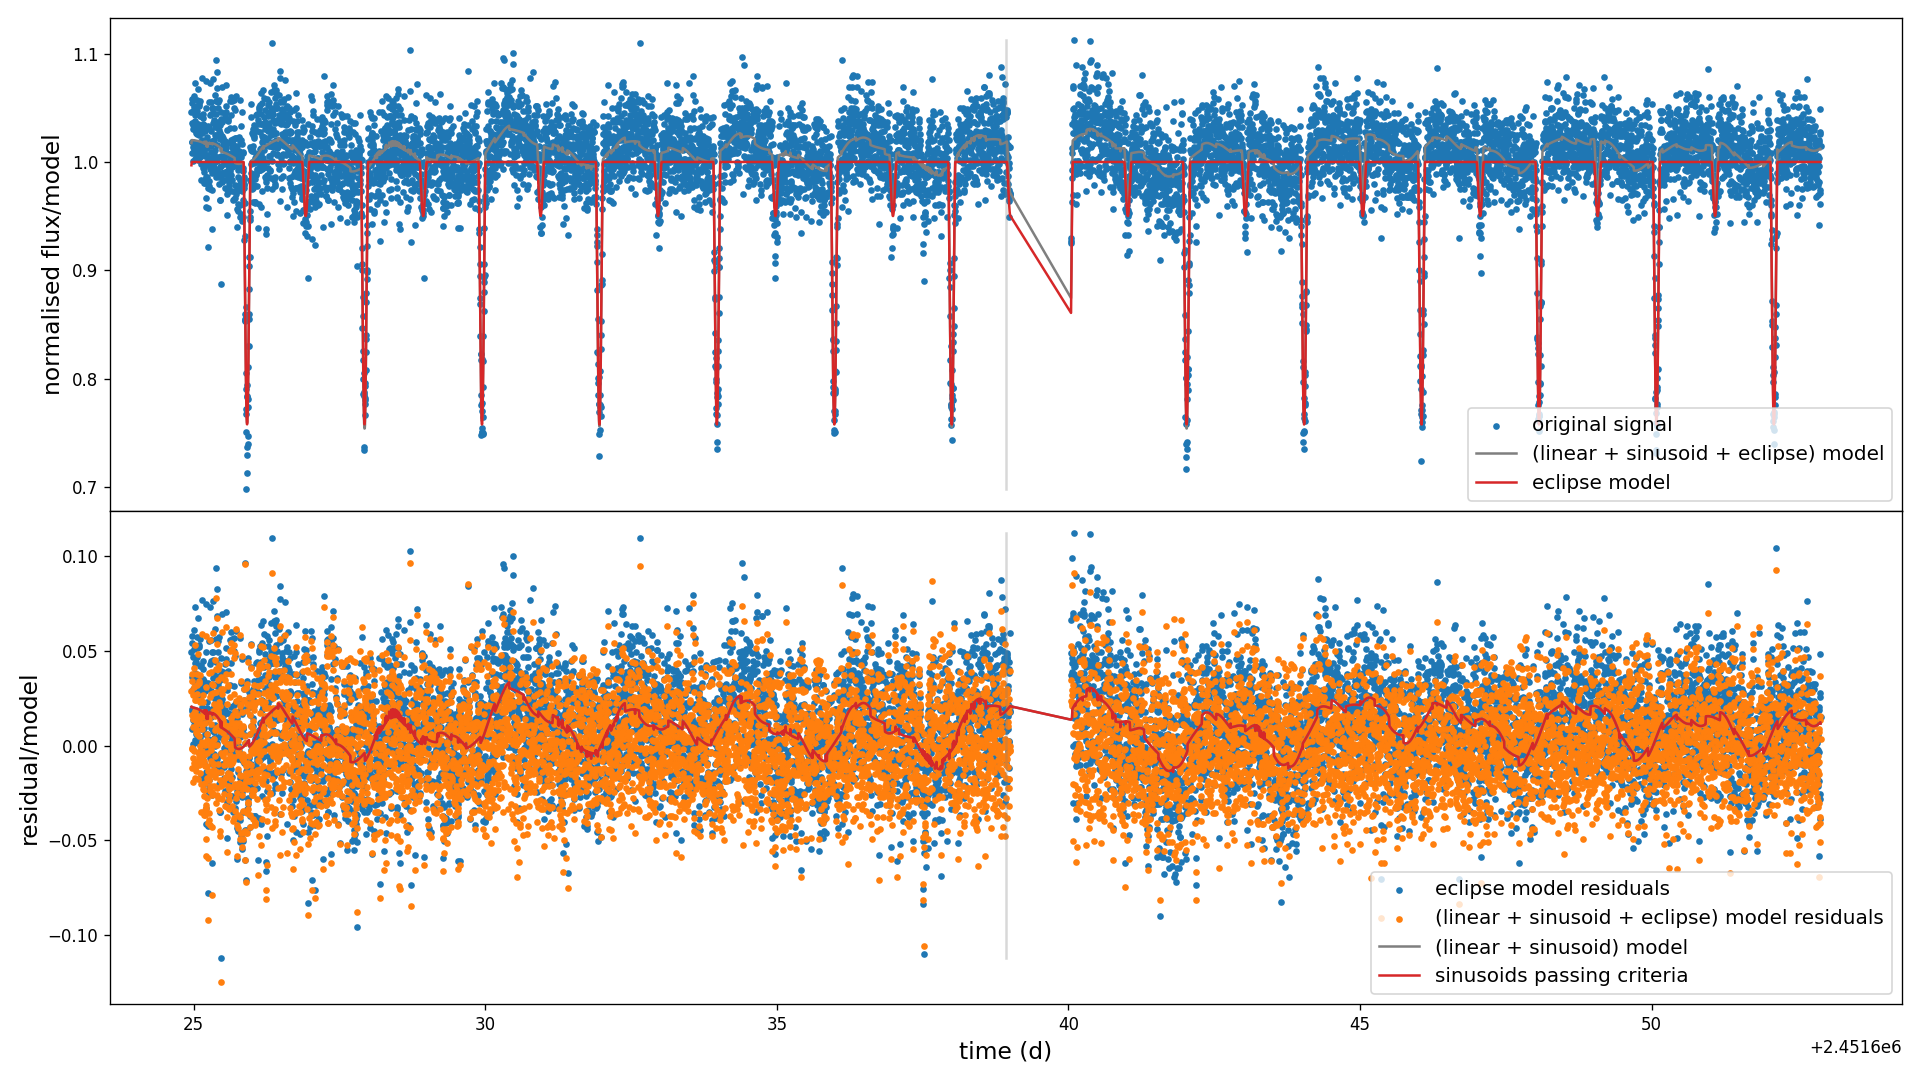 1.1
1.0
0.9
0.8
0.7
normalised flux/model
original signal
(linear + sinusoid + eclipse) model
eclipse model
0.10
0.05
0.00
−0.05
−0.10
residual/model
eclipse model residuals
(linear + sinusoid + eclipse) model residuals
(linear + sinusoid) model
sinusoids passing criteria
25 30 35 40 45 50
time (d)
+2.4516e6